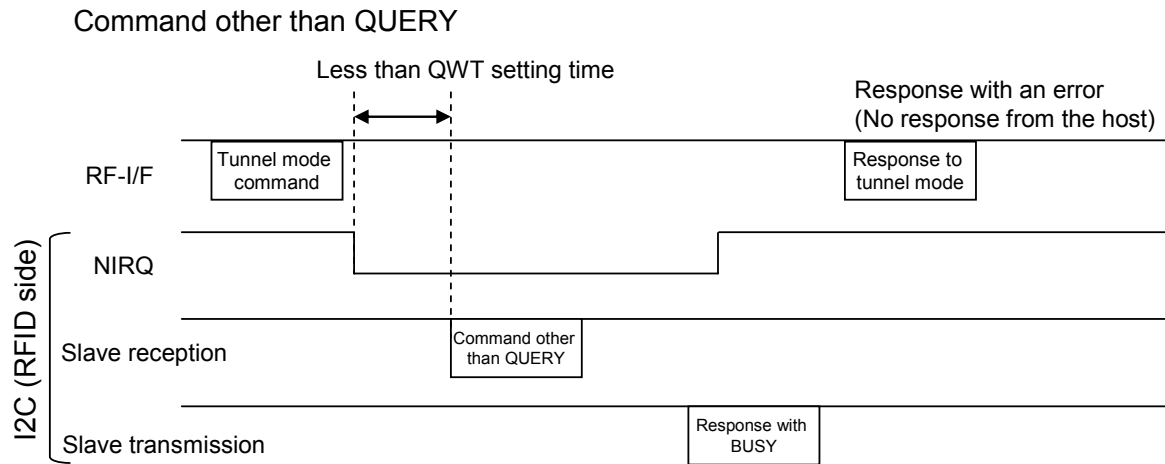 Command other than QUERY
Less than QWT setting time
Response with an error
(No response from the host)
RF-I/F
Tunnel mode
command
Response to
tunnel mode
I2C (RFID side)
NIRQ
Slave reception
Command other
than QUERY
Slave transmission
Response with
BUSY